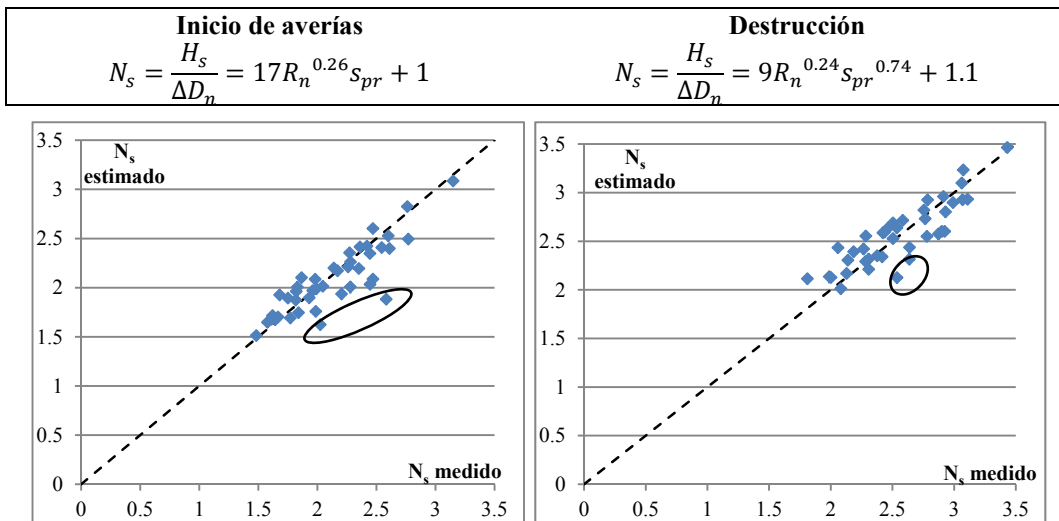 Inicio de averías
N_s = H_s / ΔD_n = 17R_n^0.26 s_pr + 1
Destrucción
N_s = H_s / ΔD_n = 9R_n^0.24 s_pr^0.74 + 1.1
3.5
N_s
estimado
3
2.5
2
1.5
1
0.5
N_s medido
0
0 0.5 1 1.5 2 2.5 3 3.5
3.5
N_s
estimado
3
2.5
2
1.5
1
0.5
N_s medido
0
0 0.5 1 1.5 2 2.5 3 3.5